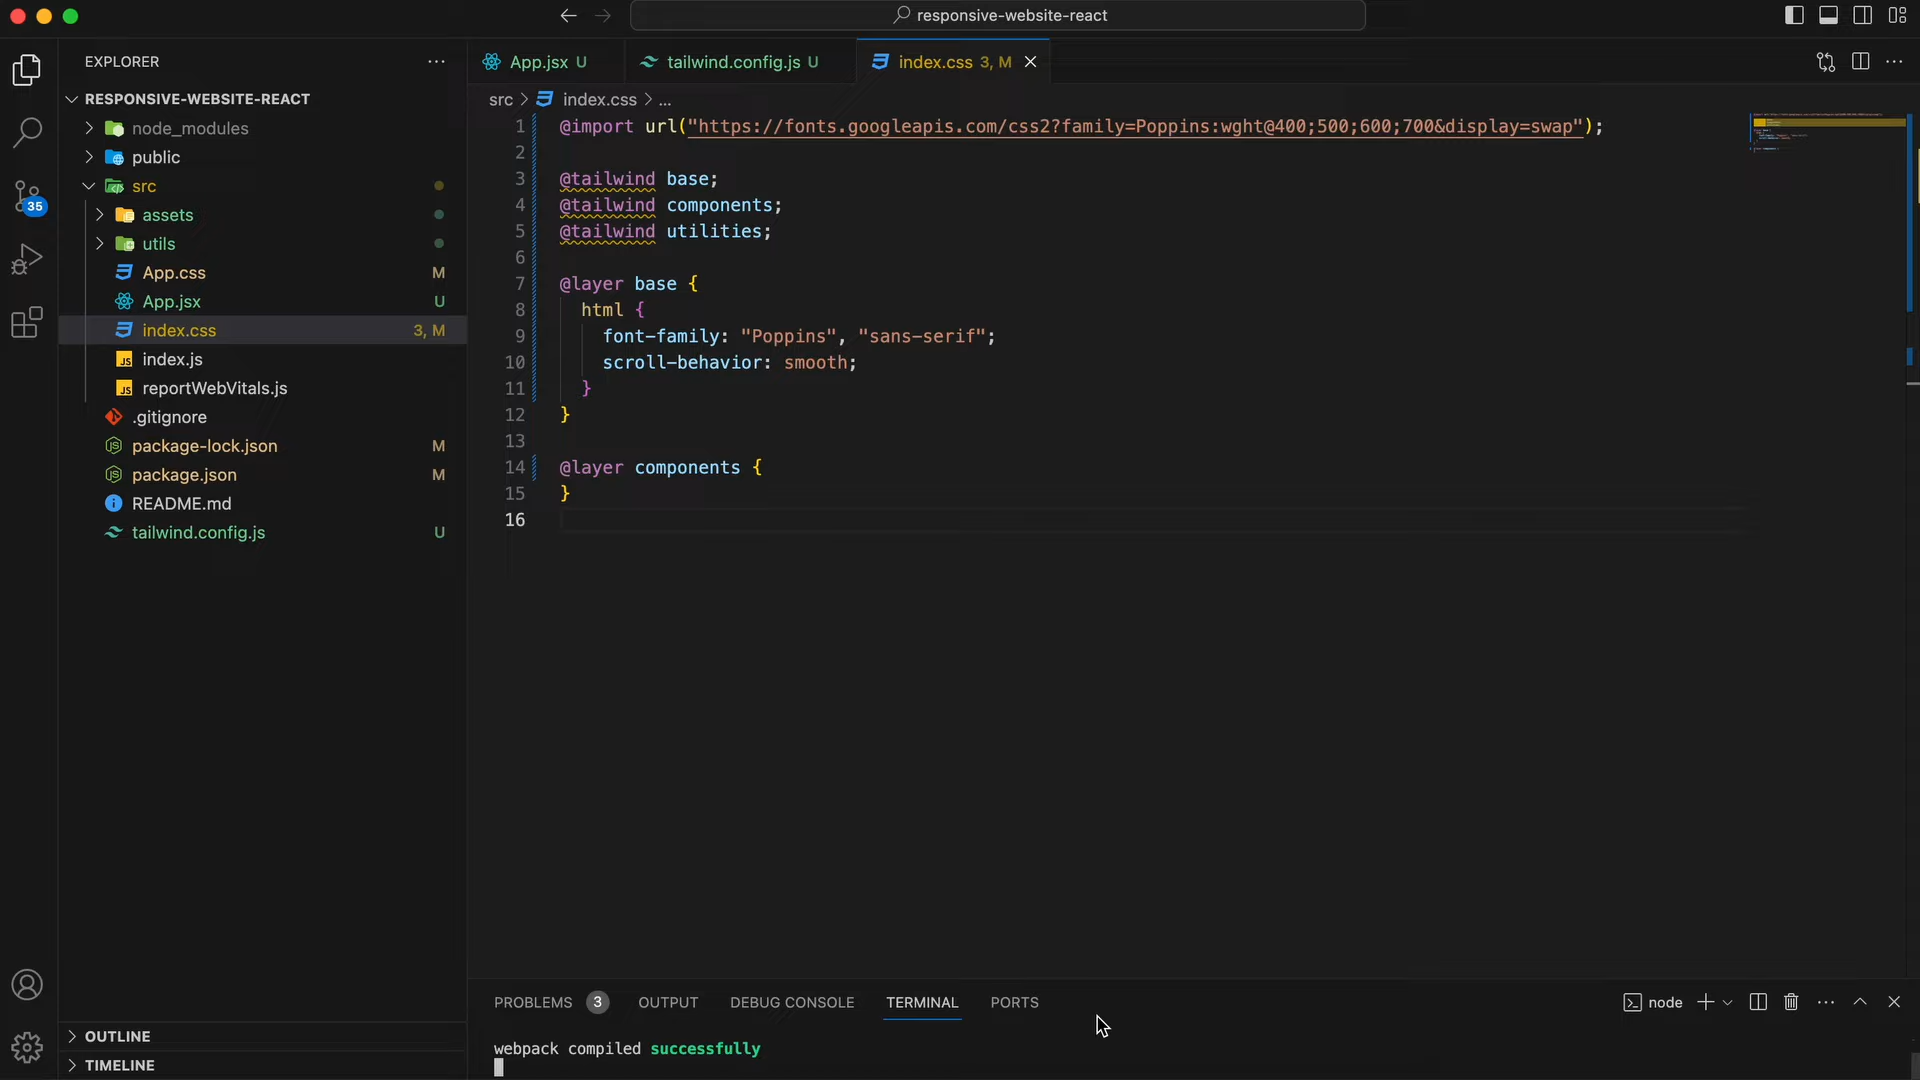 responsive-website-react
EXPLORER
RESPONSIVE-WEBSITE-REACT
node_modules
public
src
assets
utils
App.css M
App.jsx U
index.css 3, M
index.js
reportWebVitals.js
.gitignore
package-lock.json M
package.json M
README.md
tailwind.config.js U
OUTLINE
TIMELINE
35
App.jsx U
tailwind.config.js U
index.css 3, M
src > index.css > ...
1 @import url("https://fonts.googleapis.com/css2?family=Poppins:wght@400;500;600;700&display=swap");
2
3 @tailwind base;
4 @tailwind components;
5 @tailwind utilities;
6
7 @layer base {
8 html {
9 font-family: "Poppins", "sans-serif";
10 scroll-behavior: smooth;
11 }
12 }
13
14 @layer components {
15 }
16
PROBLEMS 3 OUTPUT DEBUG CONSOLE TERMINAL PORTS
node
webpack compiled successfully